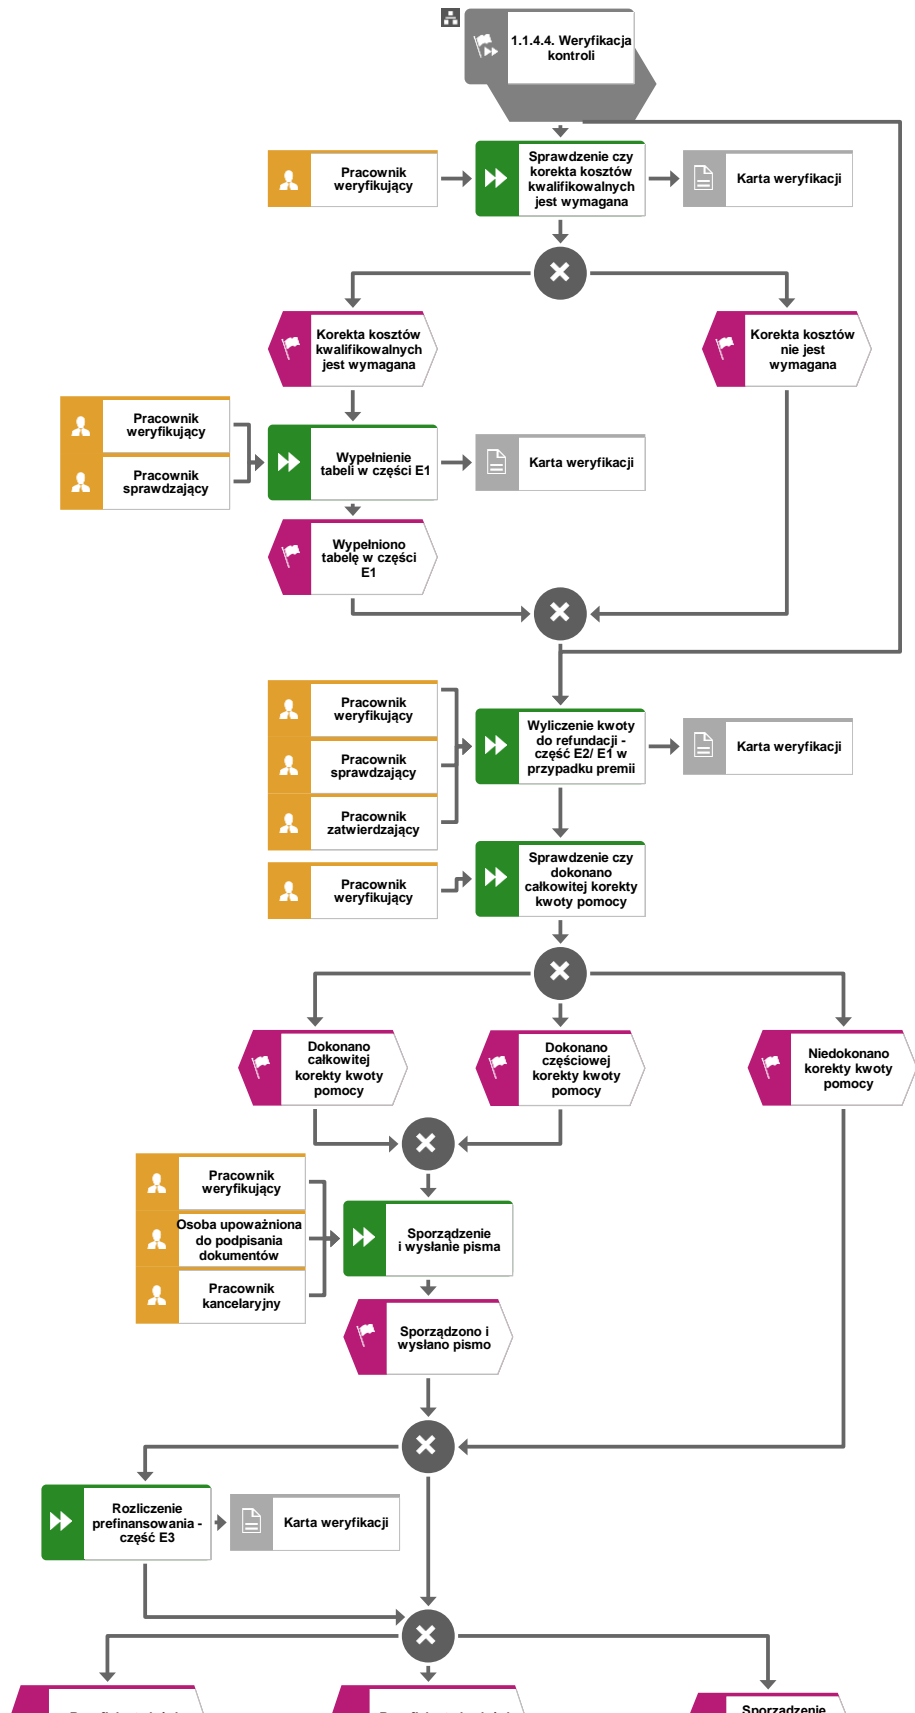 1.1.4.4. Weryfikacja
kontroli
Pracownik
weryfikujący
Sprawdzenie czy
korekta kosztów
kwalifikowalnych
jest wymagana
Karta weryfikacji
Korekta kosztów
kwalifikowalnych
jest wymagana
Korekta kosztów
nie jest
wymagana
Pracownik
weryfikujący
Pracownik
sprawdzający
Wypełnienie
tabeli w części E1
Karta weryfikacji
Wypełniono
tabelę w części
E1
Pracownik
weryfikujący
Pracownik
sprawdzający
Pracownik
zatwierdzający
Wyliczenie kwoty
do refundacji -
część E2/ E1 w
przypadku premii
Karta weryfikacji
Pracownik
weryfikujący
Sprawdzenie czy
dokonano
całkowitej korekty
kwoty pomocy
Dokonano
całkowitej
korekty kwoty
pomocy
Dokonano
częściowej
korekty kwoty
pomocy
Niedokonano
korekty kwoty
pomocy
Pracownik
weryfikujący
Osoba upoważniona
do podpisania
dokumentów
Pracownik
kancelaryjny
Sporządzenie
i wysłanie pisma
Sporządzono i
wysłano pismo
Rozliczenie
prefinansowania -
część E3
Karta weryfikacji
Sporządzenie